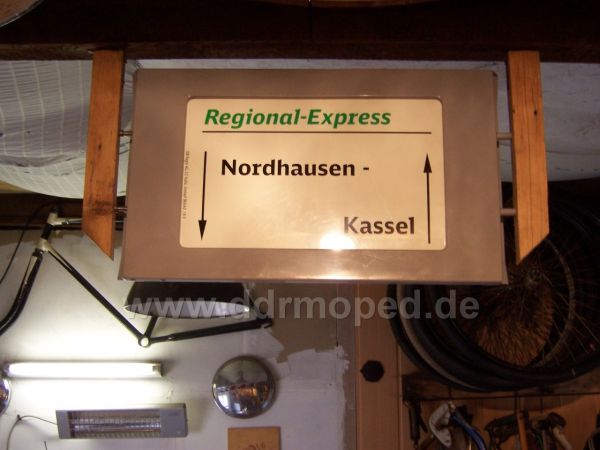 Regional-Express
Nordhausen -
Kassel
www.ddrmoped.de